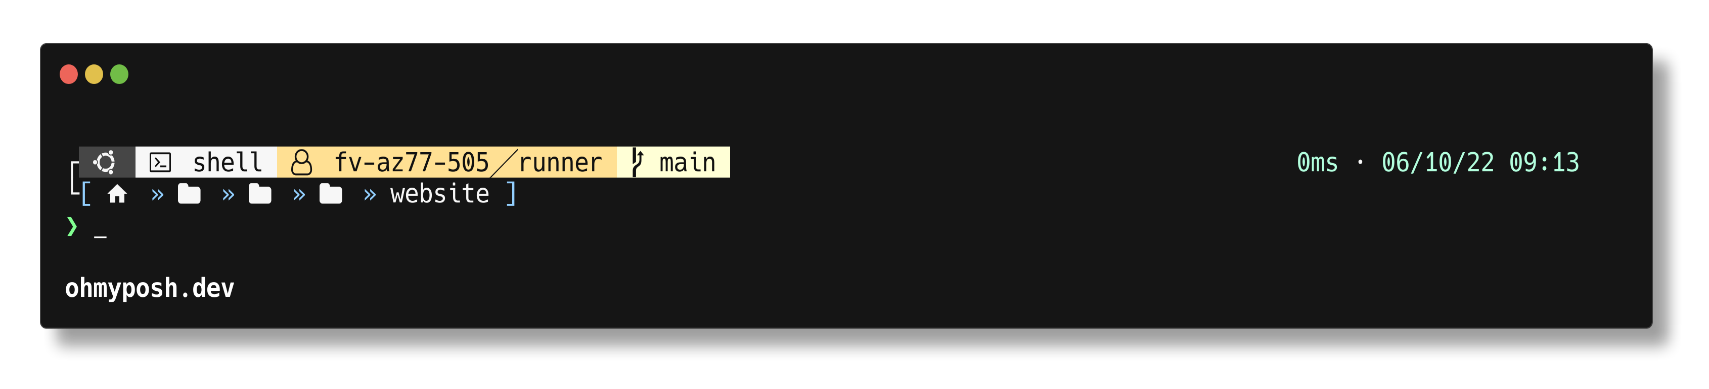 shell fv-az77-505╱runner main 0ms · 06/10/22 09:13
[ » » » » website ]
❯ _
ohmyposh.dev